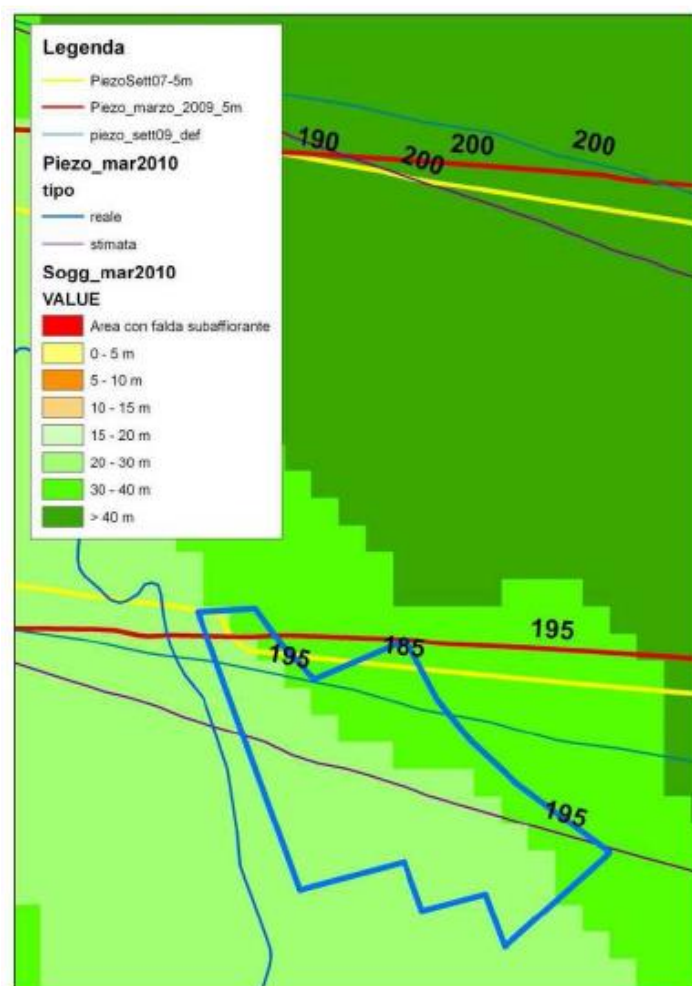 Legenda
PiezoSett07-5m
Piezo_marzo_2009_5m
piezo_sett09_def
Piezo_mar2010
tipo
reale
stimata
Sogg_mar2010
VALUE
Area con falda subaffiorante
0 - 5 m
5 - 10 m
10 - 15 m
15 - 20 m
20 - 30 m
30 - 40 m
> 40 m
190
200
200
200
195
195
185
195